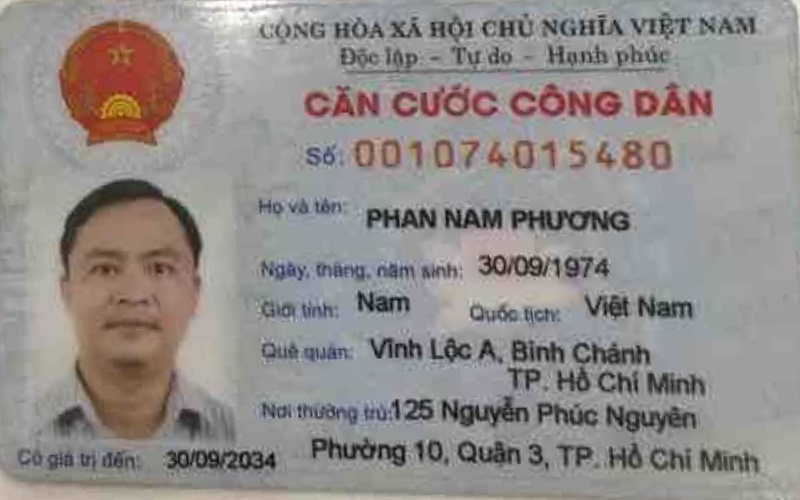 CỘNG HÒA XÃ HỘI CHỦ NGHĨA VIỆT NAM
Độc lập - Tự do - Hạnh phúc
CĂN CƯỚC CÔNG DÂN
Số: 001074015480
Họ và tên: PHAN NAM PHƯƠNG
Ngày, tháng, năm sinh: 30/09/1974
Giới tính: Nam Quốc tịch: Việt Nam
Quê quán: Vĩnh Lộc A, Bình Chánh
TP. Hồ Chí Minh
Nơi thường trú: 125 Nguyễn Phúc Nguyên
Có giá trị đến: 30/09/2034 Phường 10, Quận 3, TP. Hồ Chí Minh